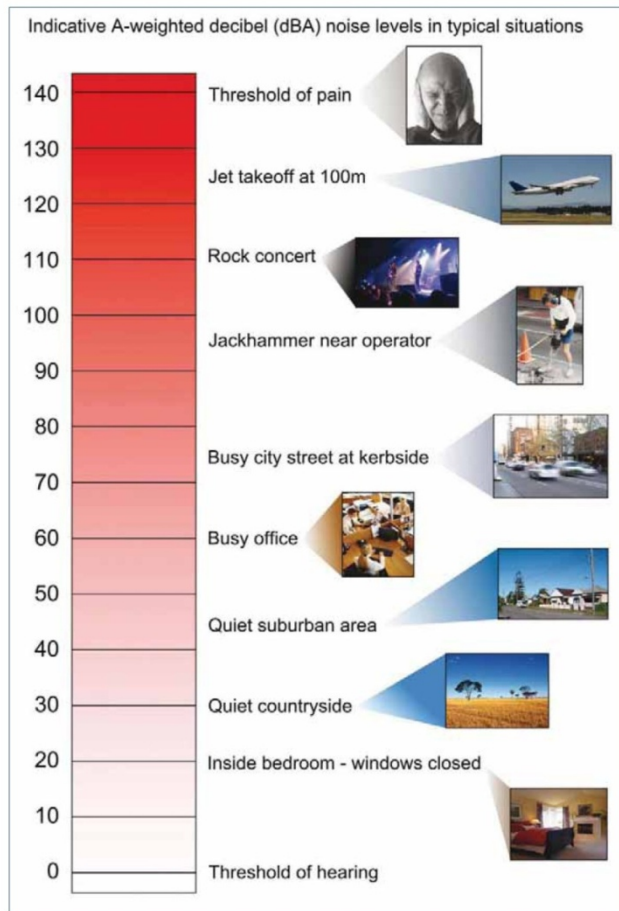 Indicative A-weighted decibel (dBA) noise levels in typical situations
140
Threshold of pain
130
Jet takeoff at 100m
120
Rock concert
110
100
Jackhammer near operator
90
80
Busy city street at kerbside
70
60
Busy office
50
Quiet suburban area
40
30
Quiet countryside
20
Inside bedroom - windows closed
10
0
Threshold of hearing